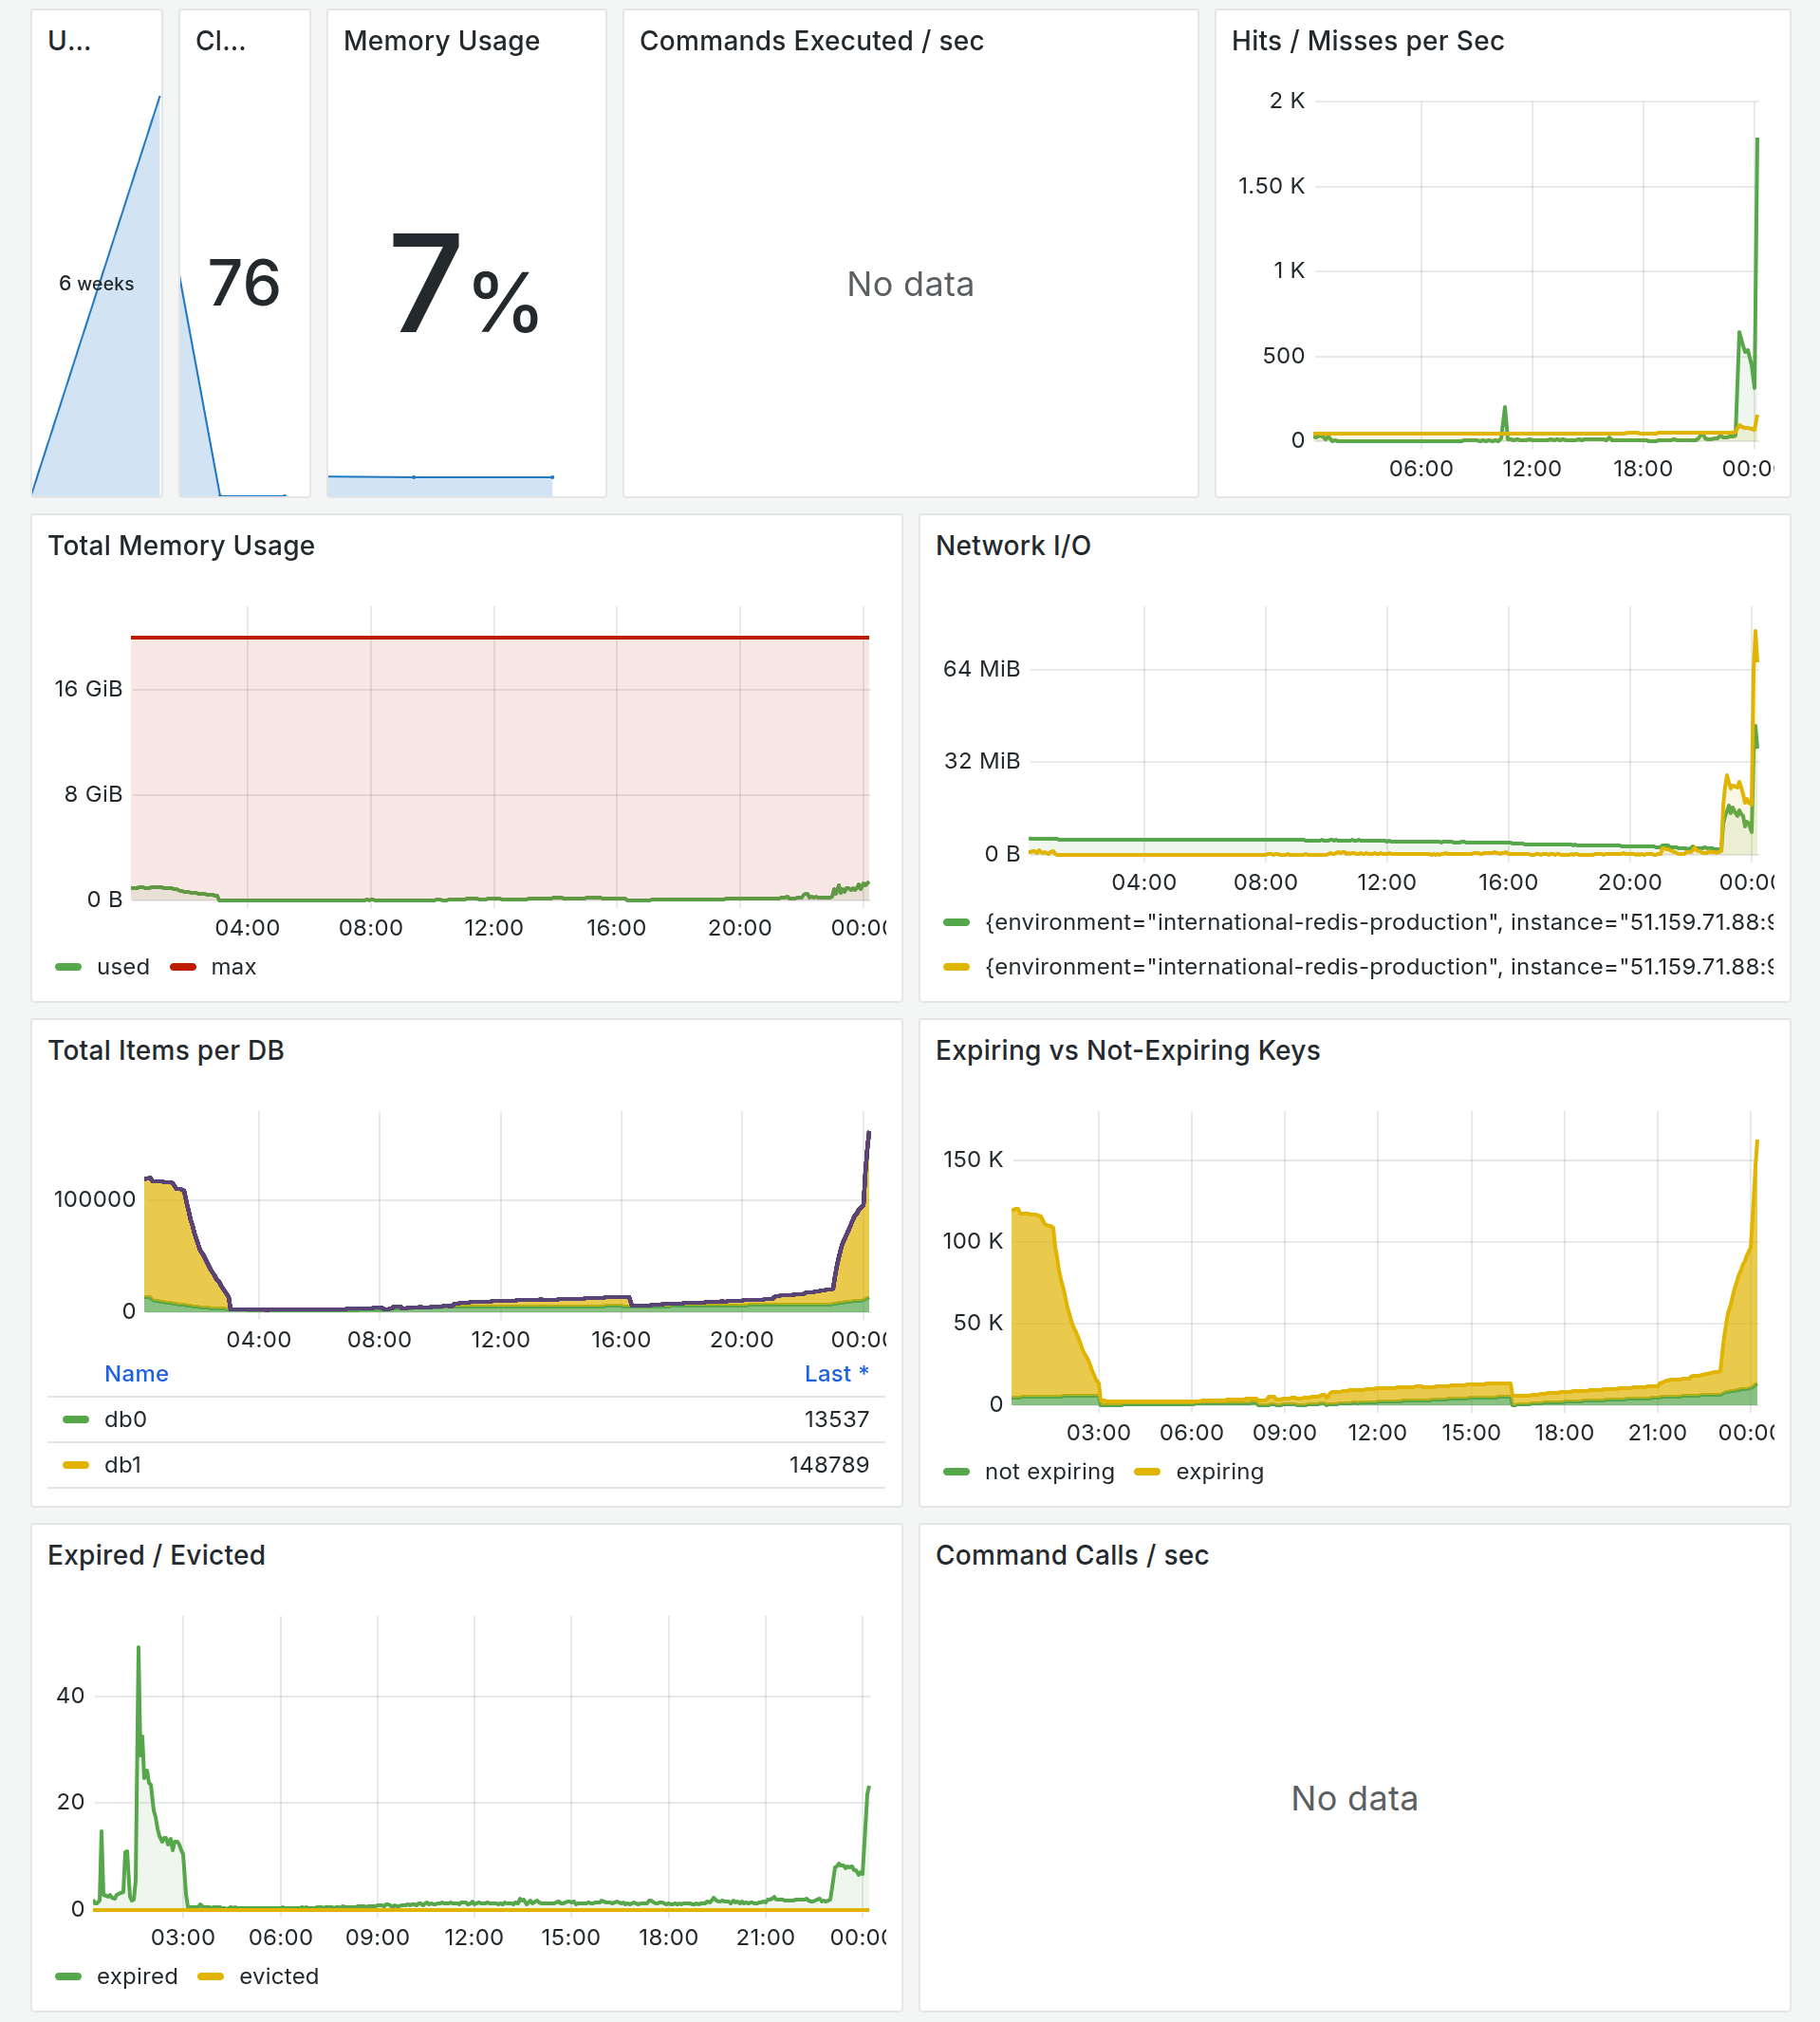 U...
Cl...
Memory Usage
Commands Executed / sec
Hits / Misses per Sec
6 weeks
76
7%
No data
2 K
1.50 K
1 K
500
0
06:00 12:00 18:00 00:0
Total Memory Usage
16 GiB
8 GiB
0 B
04:00 08:00 12:00 16:00 20:00 00:0
used max
Network I/O
64 MiB
32 MiB
0 B
04:00 08:00 12:00 16:00 20:00 00:0
{environment="international-redis-production", instance="51.159.71.88:9
{environment="international-redis-production", instance="51.159.71.88:9
Total Items per DB
100000
0
04:00 08:00 12:00 16:00 20:00 00:0
Name Last *
db0 13537
db1 148789
Expiring vs Not-Expiring Keys
150 K
100 K
50 K
0
03:00 06:00 09:00 12:00 15:00 18:00 21:00 00:0
not expiring expiring
Expired / Evicted
40
20
0
03:00 06:00 09:00 12:00 15:00 18:00 21:00 00:0
expired evicted
Command Calls / sec
No data